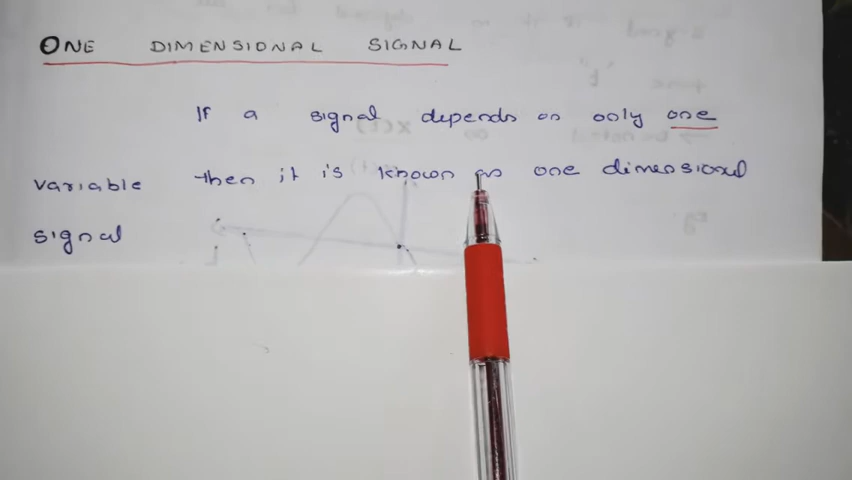 ONE DIMENSIONAL SIGNAL
If a signal depends on only one
variable then it is known as one dimensional
signal